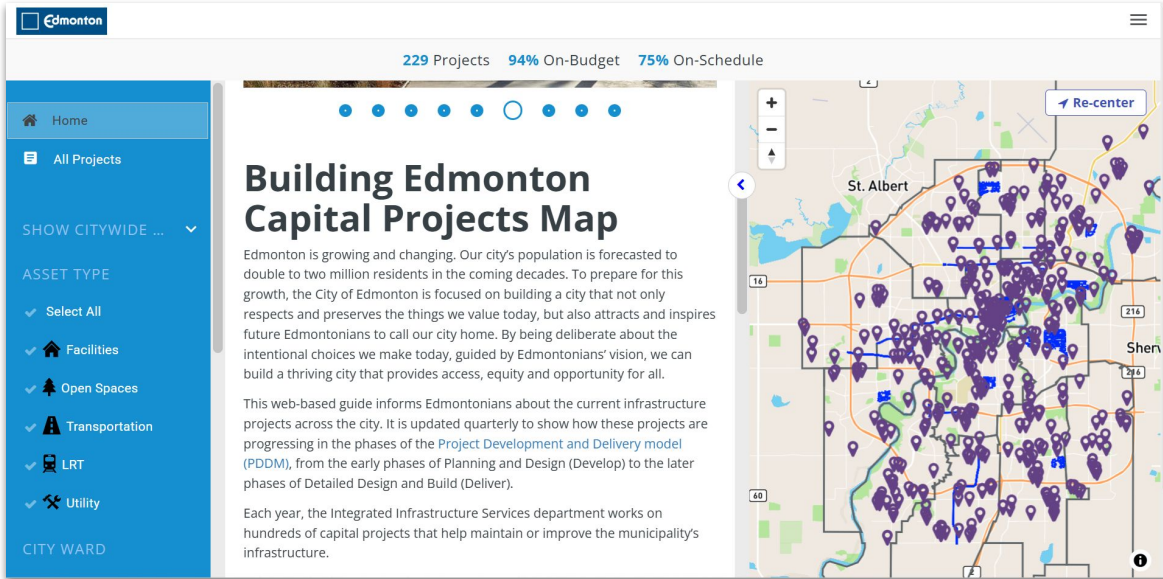 Edmonton
229 Projects 94% On-Budget 75% On-Schedule
Home
All Projects
SHOW CITYWIDE ...
ASSET TYPE
Select All
Facilities
Open Spaces
Transportation
LRT
Utility
CITY WARD
Building Edmonton
Capital Projects Map
Edmonton is growing and changing. Our city's population is forecasted to
double to two million residents in the coming decades. To prepare for this
growth, the City of Edmonton is focused on building a city that not only
respects and preserves the things we value today, but also attracts and inspires
future Edmontonians to call our city home. By being deliberate about the
intentional choices we make today, guided by Edmontonians' vision, we can
build a thriving city that provides access, equity and opportunity for all.
This web-based guide informs Edmontonians about the current infrastructure
projects across the city. It is updated quarterly to show how these projects are
progressing in the phases of the Project Development and Delivery model
(PDDM), from the early phases of Planning and Design (Develop) to the later
phases of Detailed Design and Build (Deliver).
Each year, the Integrated Infrastructure Services department works on
hundreds of capital projects that help maintain or improve the municipality's
infrastructure.
+
−
Re-center
2
St. Albert
16
216
Sherw
216
60
2